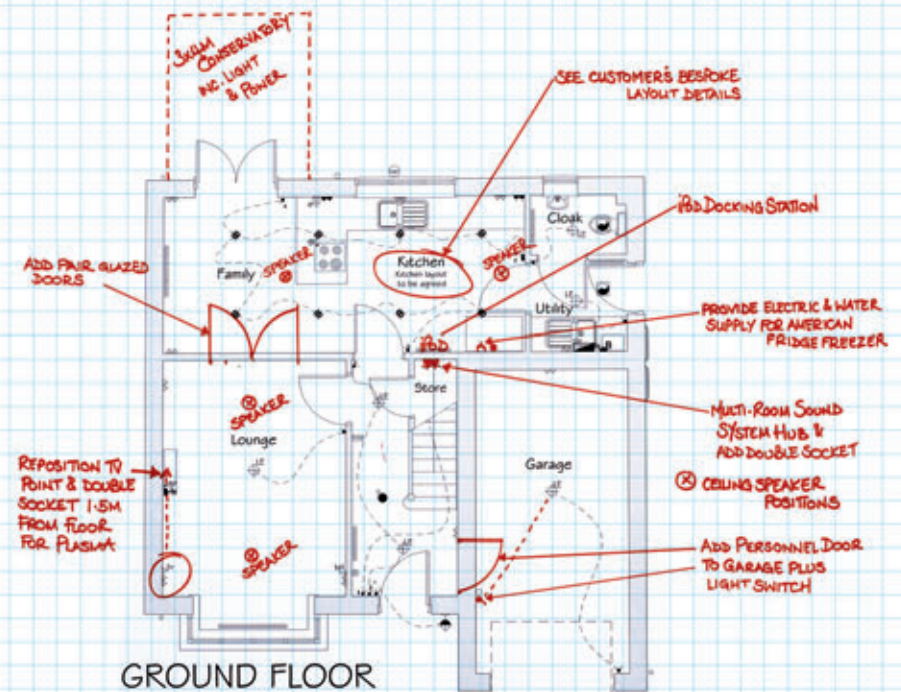 3x4M
CONSERVATORY
INC. LIGHT
& POWER
SEE CUSTOMER'S BESPOKE
LAYOUT DETAILS
iPOD DOCKING STATION
Cloak
Kitchen
Kitchen layout
to be agreed
SPEAKER
SPEAKER
Family
ADD PAIR GLAZED
DOORS
Utility
PROVIDE ELECTRIC & WATER
SUPPLY FOR AMERICAN
FRIDGE FREEZER
Store
SPEAKER
Lounge
MULTI-ROOM SOUND
SYSTEM HUB &
ADD DOUBLE SOCKET
Garage
REPOSITION TV
POINT & DOUBLE
SOCKET 1.5M
FROM FLOOR
FOR PLASMA
CEILING SPEAKER
POSITIONS
SPEAKER
ADD PERSONNEL DOOR
TO GARAGE PLUS
LIGHT SWITCH
GROUND FLOOR